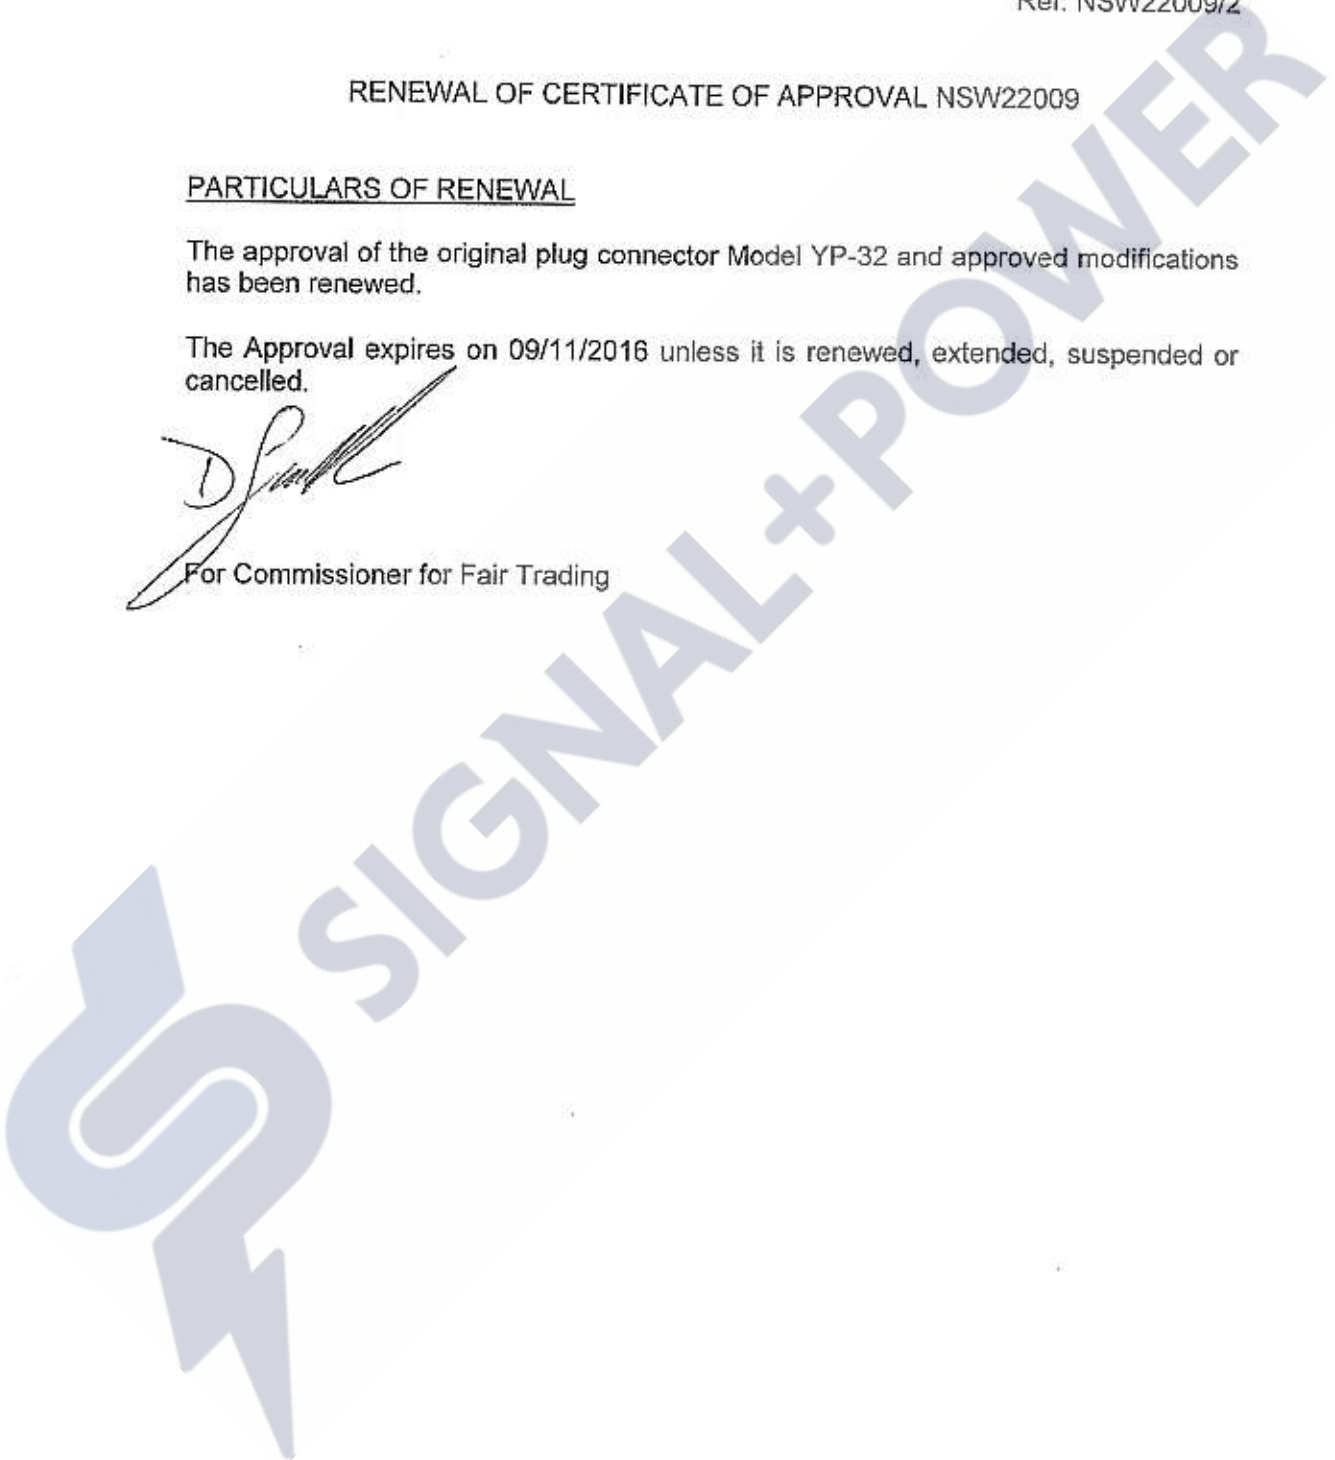 Ref: NSW22009/2
RENEWAL OF CERTIFICATE OF APPROVAL NSW22009
PARTICULARS OF RENEWAL
The approval of the original plug connector Model YP-32 and approved modifications
has been renewed.
The Approval expires on 09/11/2016 unless it is renewed, extended, suspended or
cancelled.
For Commissioner for Fair Trading
SIGNAL+POWER